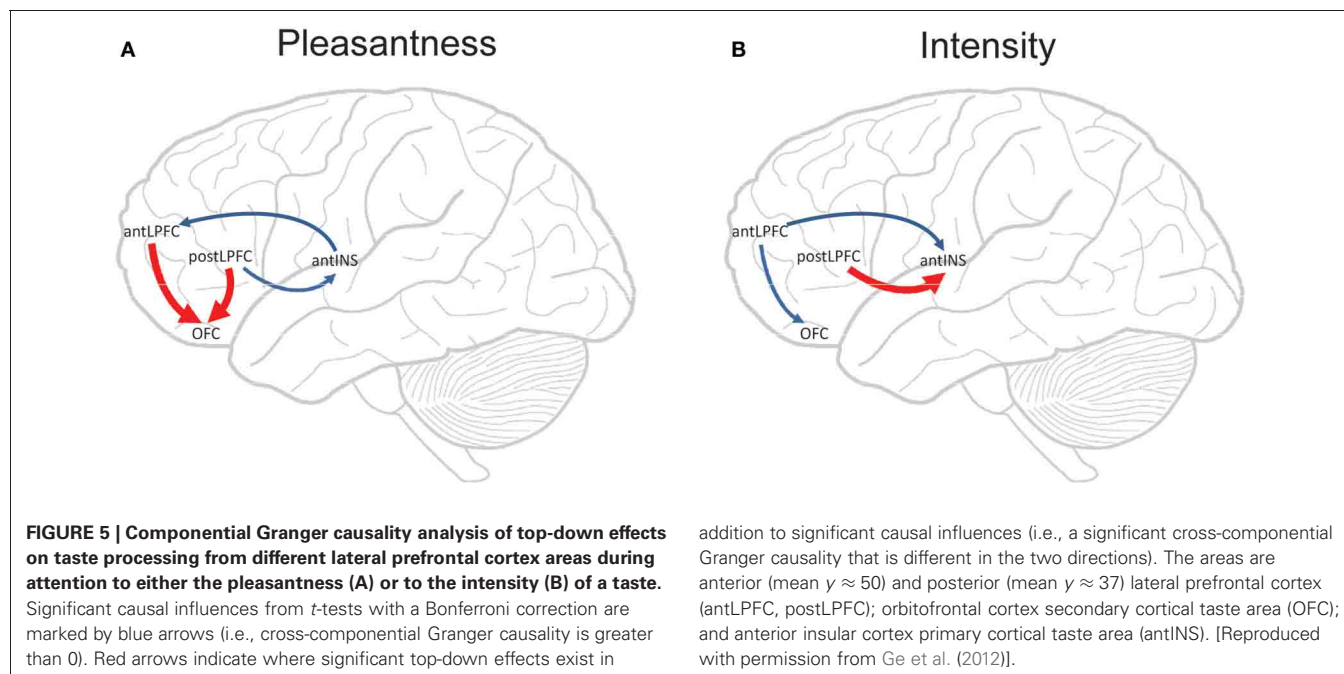 A Pleasantness
antLPFC
postLPFC
antINS
OFC
B Intensity
antLPFC
postLPFC
antINS
OFC
FIGURE 5 | Componential Granger causality analysis of top-down effects
on taste processing from different lateral prefrontal cortex areas during
attention to either the pleasantness (A) or to the intensity (B) of a taste.
Significant causal influences from t-tests with a Bonferroni correction are
marked by blue arrows (i.e., cross-componential Granger causality is greater
than 0). Red arrows indicate where significant top-down effects exist in
addition to significant causal influences (i.e., a significant cross-componential
Granger causality that is different in the two directions). The areas are
anterior (mean y ≈ 50) and posterior (mean y ≈ 37) lateral prefrontal cortex
(antLPFC, postLPFC); orbitofrontal cortex secondary cortical taste area (OFC);
and anterior insular cortex primary cortical taste area (antINS). [Reproduced
with permission from Ge et al. (2012)].